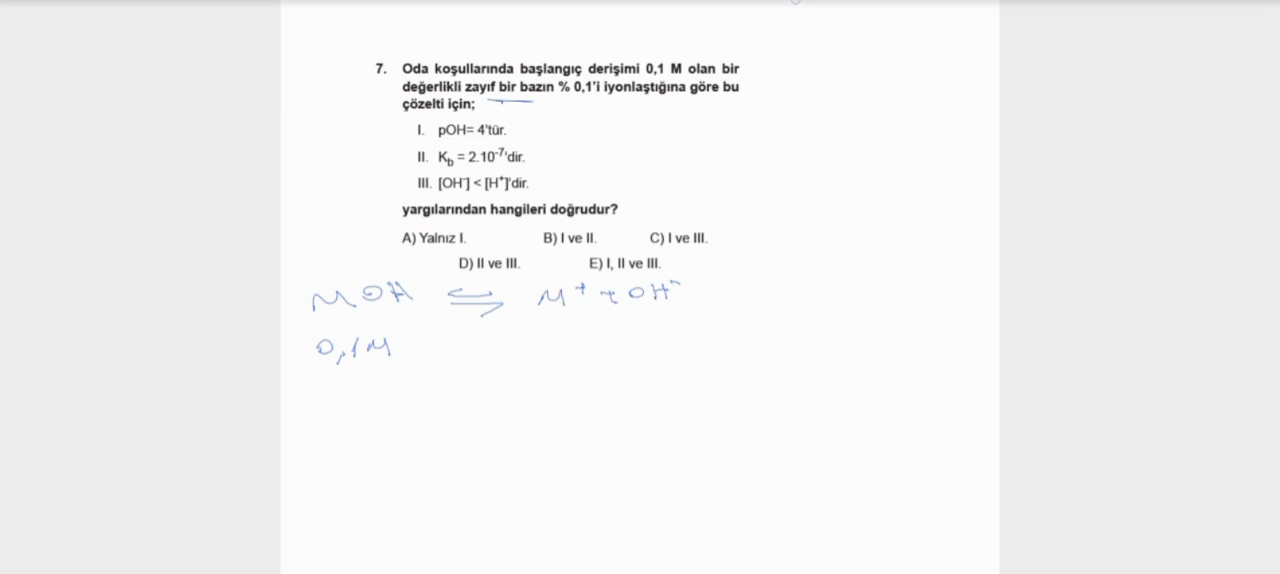 7. Oda koşullarında başlangıç derişimi 0,1 M olan bir
değerlikli zayıf bir bazın % 0,1'i iyonlaştığına göre bu
çözelti için;
I. pOH= 4'tür.
II. K_b = 2.10⁻⁷'dir.
III. [OH⁻] < [H⁺]'dir.
yargılarından hangileri doğrudur?
A) Yalnız I. B) I ve II. C) I ve III.
D) II ve III. E) I, II ve III.
MOH ⇌ M⁺ + OH⁻
0,1M